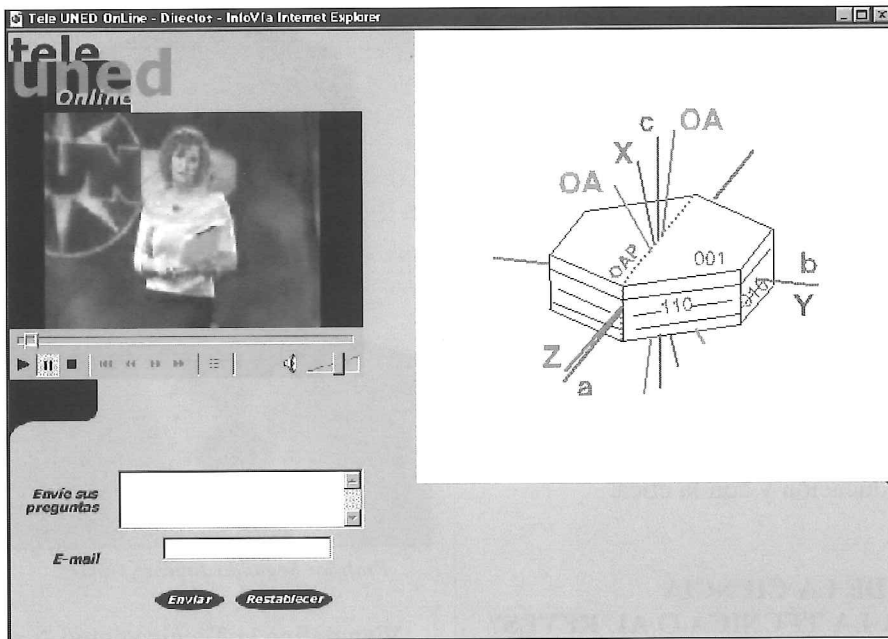 Tele UNED OnLine - Directos - InfoVía Internet Explorer
tele
uned
Online
c
OA
X
OA
OAP
001
b
110
010
Y
Z
a
Envíe sus
preguntas
E-mail
Enviar
Restablecer